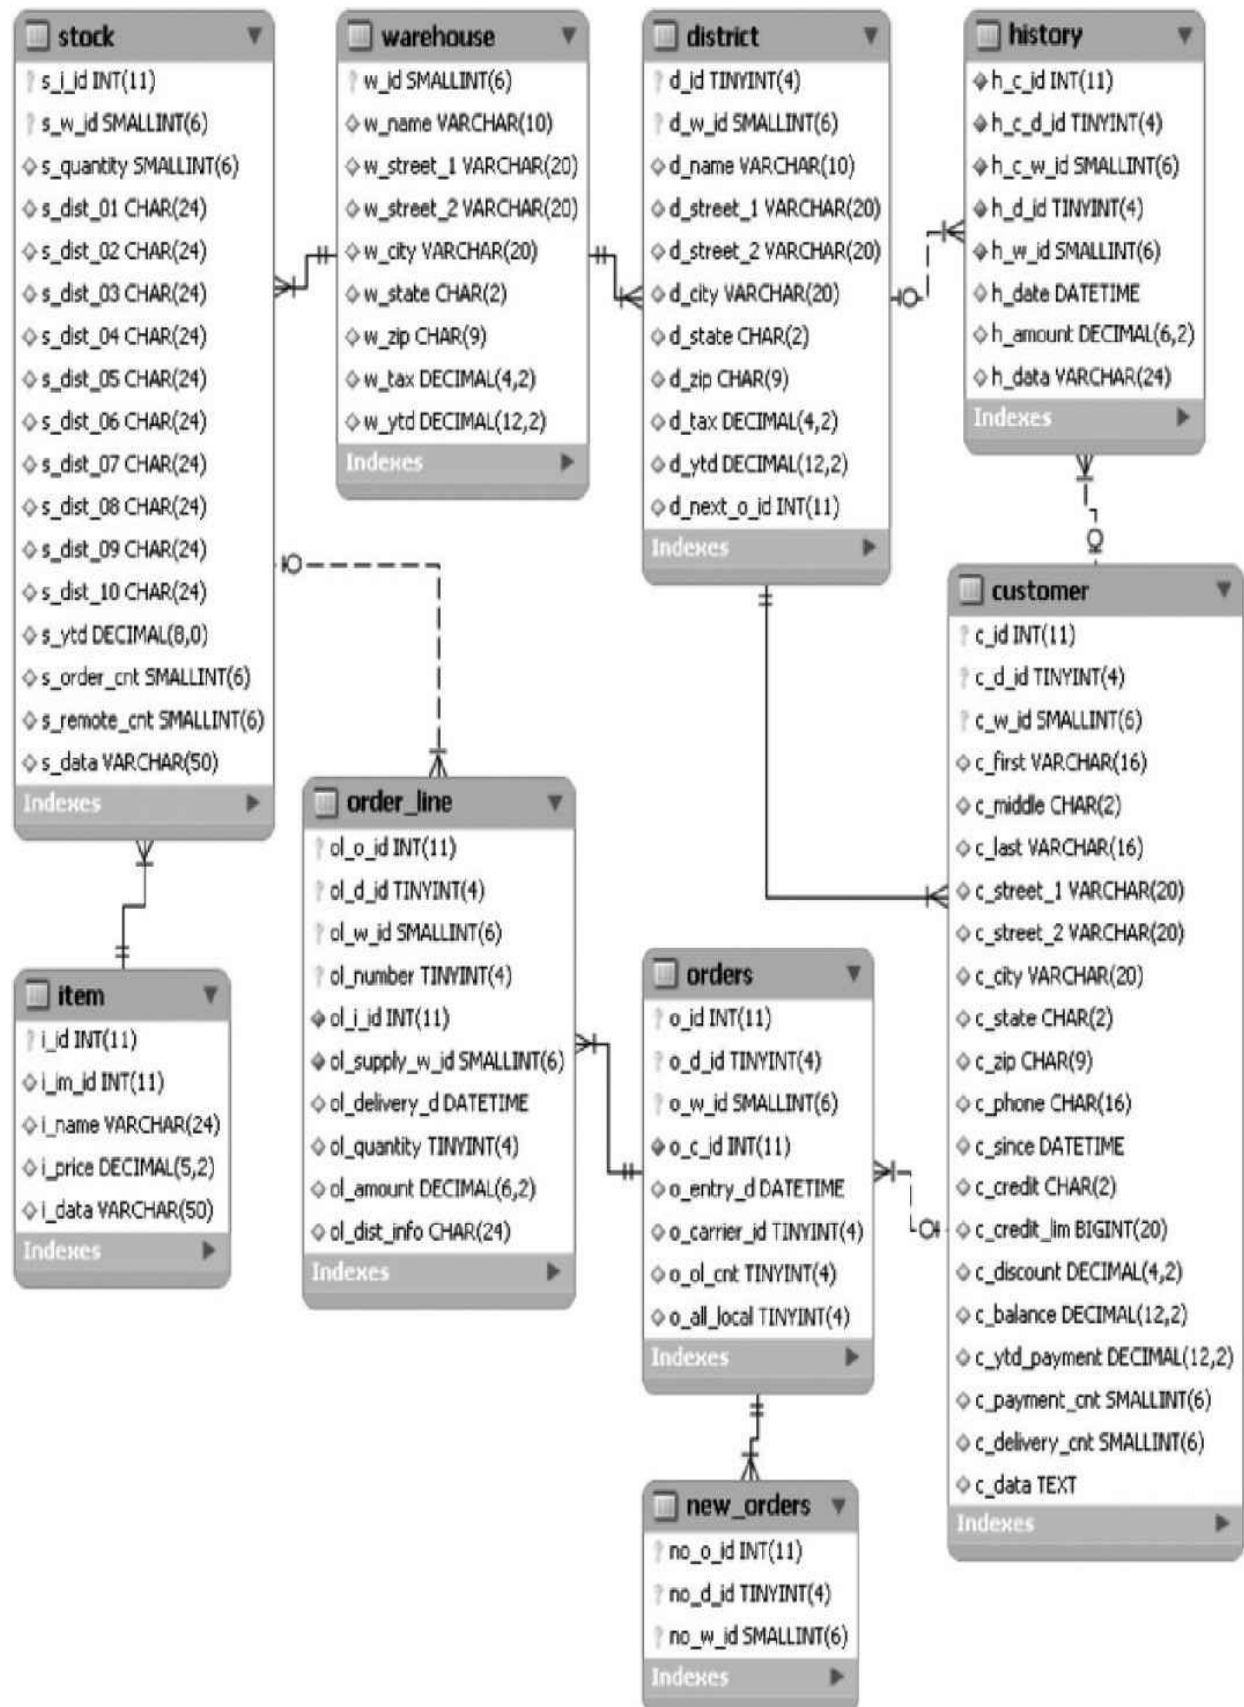 stock
s_i_id INT(11)
s_w_id SMALLINT(6)
s_quantity SMALLINT(6)
s_dist_01 CHAR(24)
s_dist_02 CHAR(24)
s_dist_03 CHAR(24)
s_dist_04 CHAR(24)
s_dist_05 CHAR(24)
s_dist_06 CHAR(24)
s_dist_07 CHAR(24)
s_dist_08 CHAR(24)
s_dist_09 CHAR(24)
s_dist_10 CHAR(24)
s_ytd DECIMAL(8,0)
s_order_cnt SMALLINT(6)
s_remote_cnt SMALLINT(6)
s_data VARCHAR(50)
Indexes
warehouse
w_id SMALLINT(6)
w_name VARCHAR(10)
w_street_1 VARCHAR(20)
w_street_2 VARCHAR(20)
w_city VARCHAR(20)
w_state CHAR(2)
w_zip CHAR(9)
w_tax DECIMAL(4,2)
w_ytd DECIMAL(12,2)
Indexes
district
d_id TINYINT(4)
d_w_id SMALLINT(6)
d_name VARCHAR(10)
d_street_1 VARCHAR(20)
d_street_2 VARCHAR(20)
d_city VARCHAR(20)
d_state CHAR(2)
d_zip CHAR(9)
d_tax DECIMAL(4,2)
d_ytd DECIMAL(12,2)
d_next_o_id INT(11)
Indexes
history
h_c_id INT(11)
h_c_d_id TINYINT(4)
h_c_w_id SMALLINT(6)
h_d_id TINYINT(4)
h_w_id SMALLINT(6)
h_date DATETIME
h_amount DECIMAL(6,2)
h_data VARCHAR(24)
Indexes
customer
c_id INT(11)
c_d_id TINYINT(4)
c_w_id SMALLINT(6)
c_first VARCHAR(16)
c_middle CHAR(2)
c_last VARCHAR(16)
c_street_1 VARCHAR(20)
c_street_2 VARCHAR(20)
c_city VARCHAR(20)
c_state CHAR(2)
c_zip CHAR(9)
c_phone CHAR(16)
c_since DATETIME
c_credit CHAR(2)
c_credit_lim BIGINT(20)
c_discount DECIMAL(4,2)
c_balance DECIMAL(12,2)
c_ytd_payment DECIMAL(12,2)
c_payment_cnt SMALLINT(6)
c_delivery_cnt SMALLINT(6)
c_data TEXT
Indexes
order_line
ol_o_id INT(11)
ol_d_id TINYINT(4)
ol_w_id SMALLINT(6)
ol_number TINYINT(4)
ol_i_id INT(11)
ol_supply_w_id SMALLINT(6)
ol_delivery_d DATETIME
ol_quantity TINYINT(4)
ol_amount DECIMAL(6,2)
ol_dist_info CHAR(24)
Indexes
item
i_id INT(11)
i_im_id INT(11)
i_name VARCHAR(24)
i_price DECIMAL(5,2)
i_data VARCHAR(50)
Indexes
orders
o_id INT(11)
o_d_id TINYINT(4)
o_w_id SMALLINT(6)
o_c_id INT(11)
o_entry_d DATETIME
o_carrier_id TINYINT(4)
o_ol_cnt TINYINT(4)
o_all_local TINYINT(4)
Indexes
new_orders
no_o_id INT(11)
no_d_id TINYINT(4)
no_w_id SMALLINT(6)
Indexes